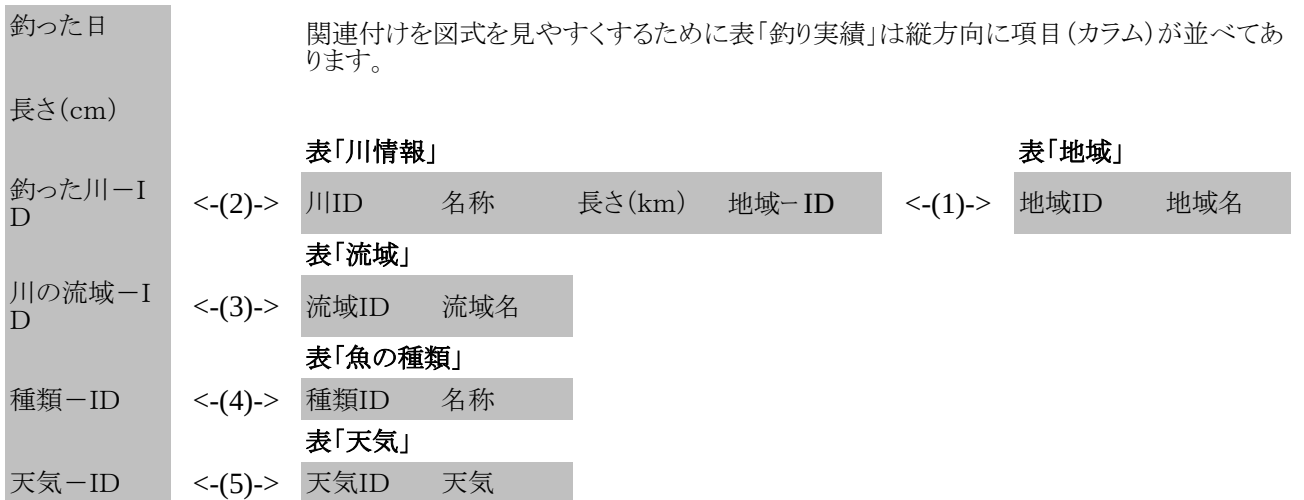 釣った日
関連付けを図式を見やすくするために表「釣り実績」は縦方向に項目(カラム)が並べてあ
ります。
長さ(cm)
表「川情報」 表「地域」
釣った川-I
D
<-(2)-> 川ID 名称 長さ(km) 地域-ID <-(1)-> 地域ID 地域名
表「流域」
川の流域-I
D
<-(3)-> 流域ID 流域名
表「魚の種類」
種類-ID <-(4)-> 種類ID 名称
表「天気」
天気-ID <-(5)-> 天気ID 天気